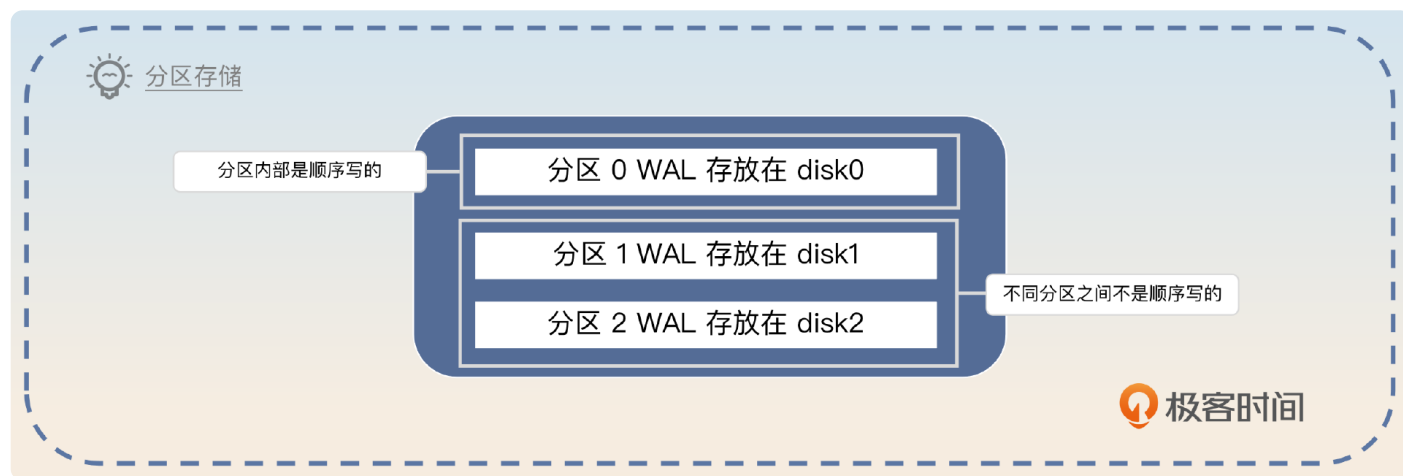 分区存储
分区内部是顺序写的
分区 0 WAL 存放在 disk0
分区 1 WAL 存放在 disk1
不同分区之间不是顺序写的
分区 2 WAL 存放在 disk2
极客时间